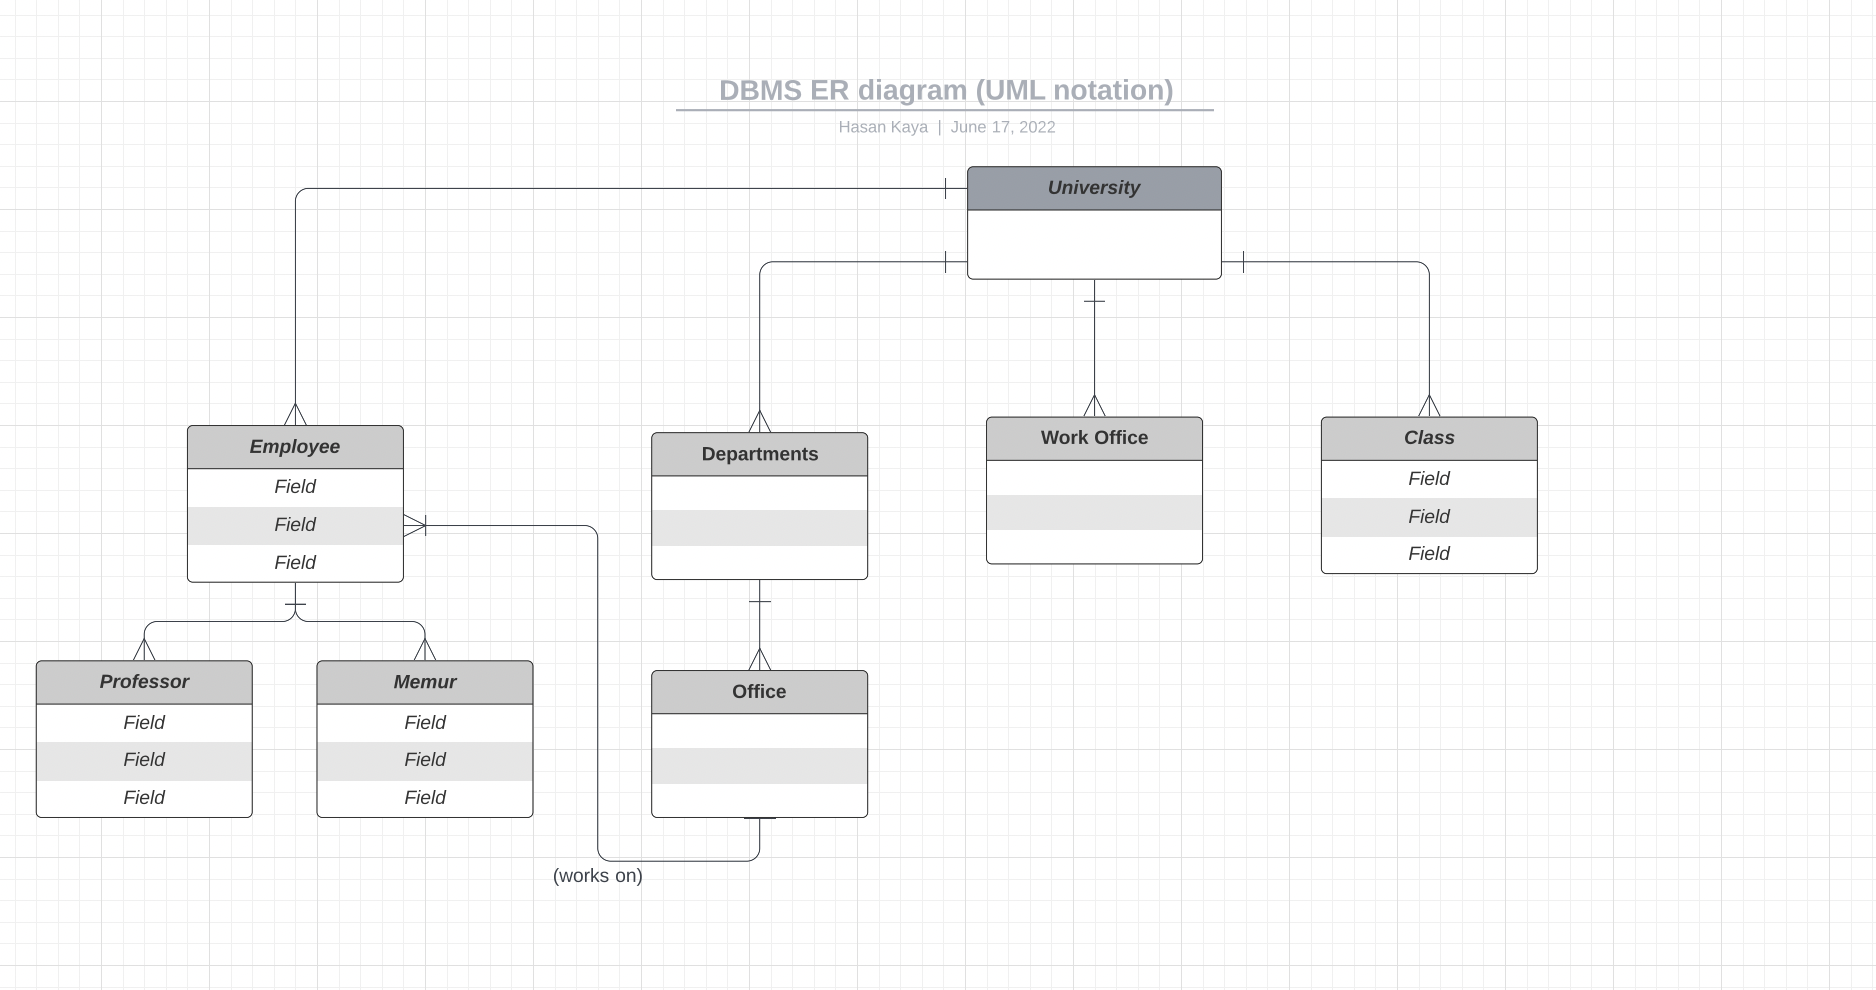 DBMS ER diagram (UML notation)
Hasan Kaya | June 17, 2022
University
Employee
Field
Field
Field
Departments
Work Office
Class
Field
Field
Field
Professor
Field
Field
Field
Memur
Field
Field
Field
Office
(works on)